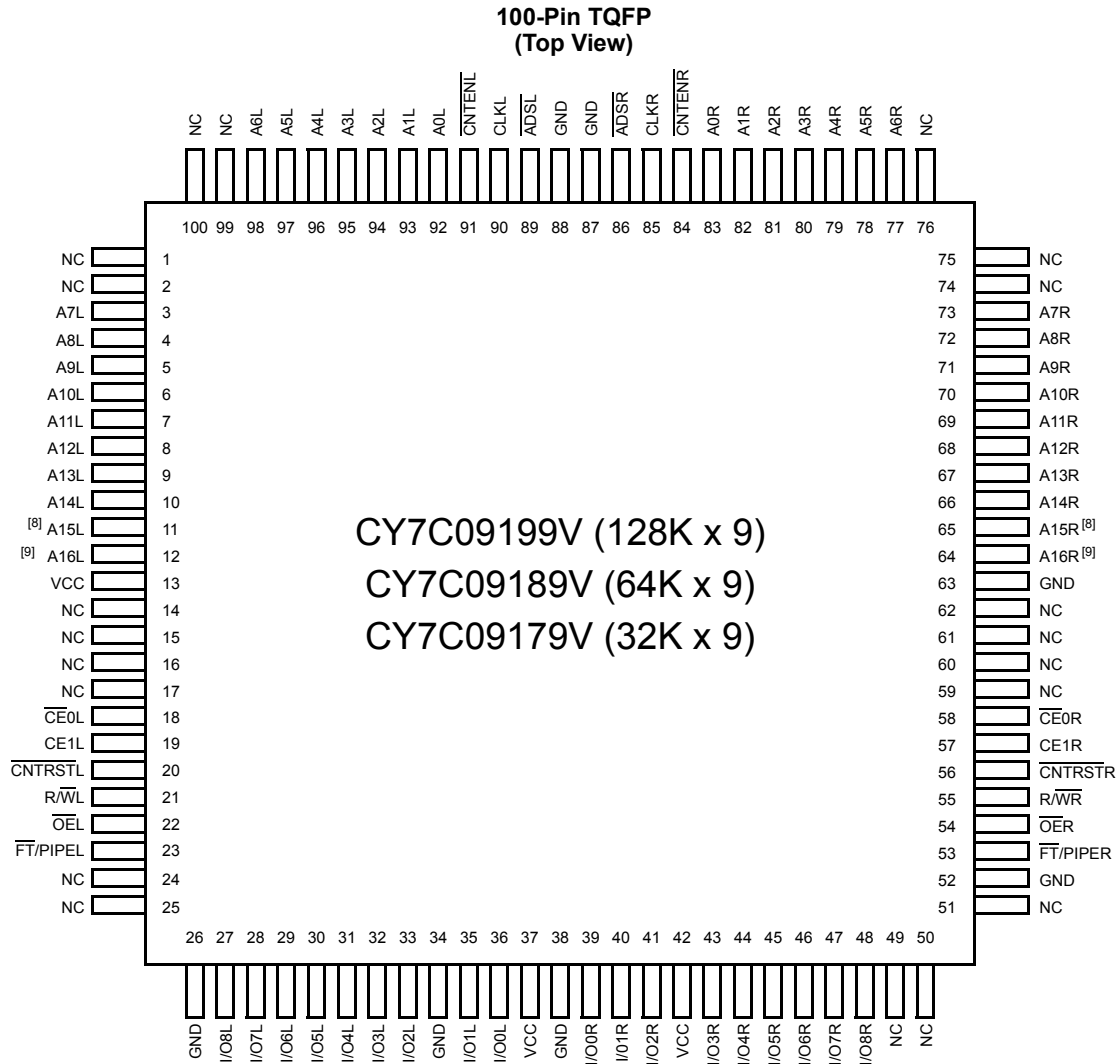 100-Pin TQFP
(Top View)
NC
NC
A6L
A5L
A4L
A3L
A2L
A1L
A0L
CNTENL
CLKL
ADSL
GND
GND
ADSR
CLKR
CNTENR
A0R
A1R
A2R
A3R
A4R
A5R
A6R
NC
100 99 98 97 96 95 94 93 92 91 90 89 88 87 86 85 84 83 82 81 80 79 78 77 76
NC 1 75 NC
NC 2 74 NC
A7L 3 73 A7R
A8L 4 72 A8R
A9L 5 71 A9R
A10L 6 70 A10R
A11L 7 69 A11R
A12L 8 68 A12R
A13L 9 67 A13R
A14L 10 66 A14R
[8] A15L 11 65 A15R [8]
[9] A16L 12 64 A16R [9]
VCC 13 63 GND
NC 14 62 NC
NC 15 61 NC
NC 16 60 NC
NC 17 59 NC
CE0L 18 58 CE0R
CE1L 19 57 CE1R
CNTRSTL 20 56 CNTRSTR
R/WL 21 55 R/WR
OEL 22 54 OER
FT/PIPEL 23 53 FT/PIPER
NC 24 52 GND
NC 25 51 NC
CY7C09199V (128K x 9)
CY7C09189V (64K x 9)
CY7C09179V (32K x 9)
26 27 28 29 30 31 32 33 34 35 36 37 38 39 40 41 42 43 44 45 46 47 48 49 50
GND
I/O8L
I/O7L
I/O6L
I/O5L
I/O4L
I/O3L
I/O2L
GND
I/O1L
I/O0L
VCC
GND
I/O0R
I/01R
I/O2R
VCC
I/O3R
I/O4R
I/O5R
I/O6R
I/O7R
I/O8R
NC
NC